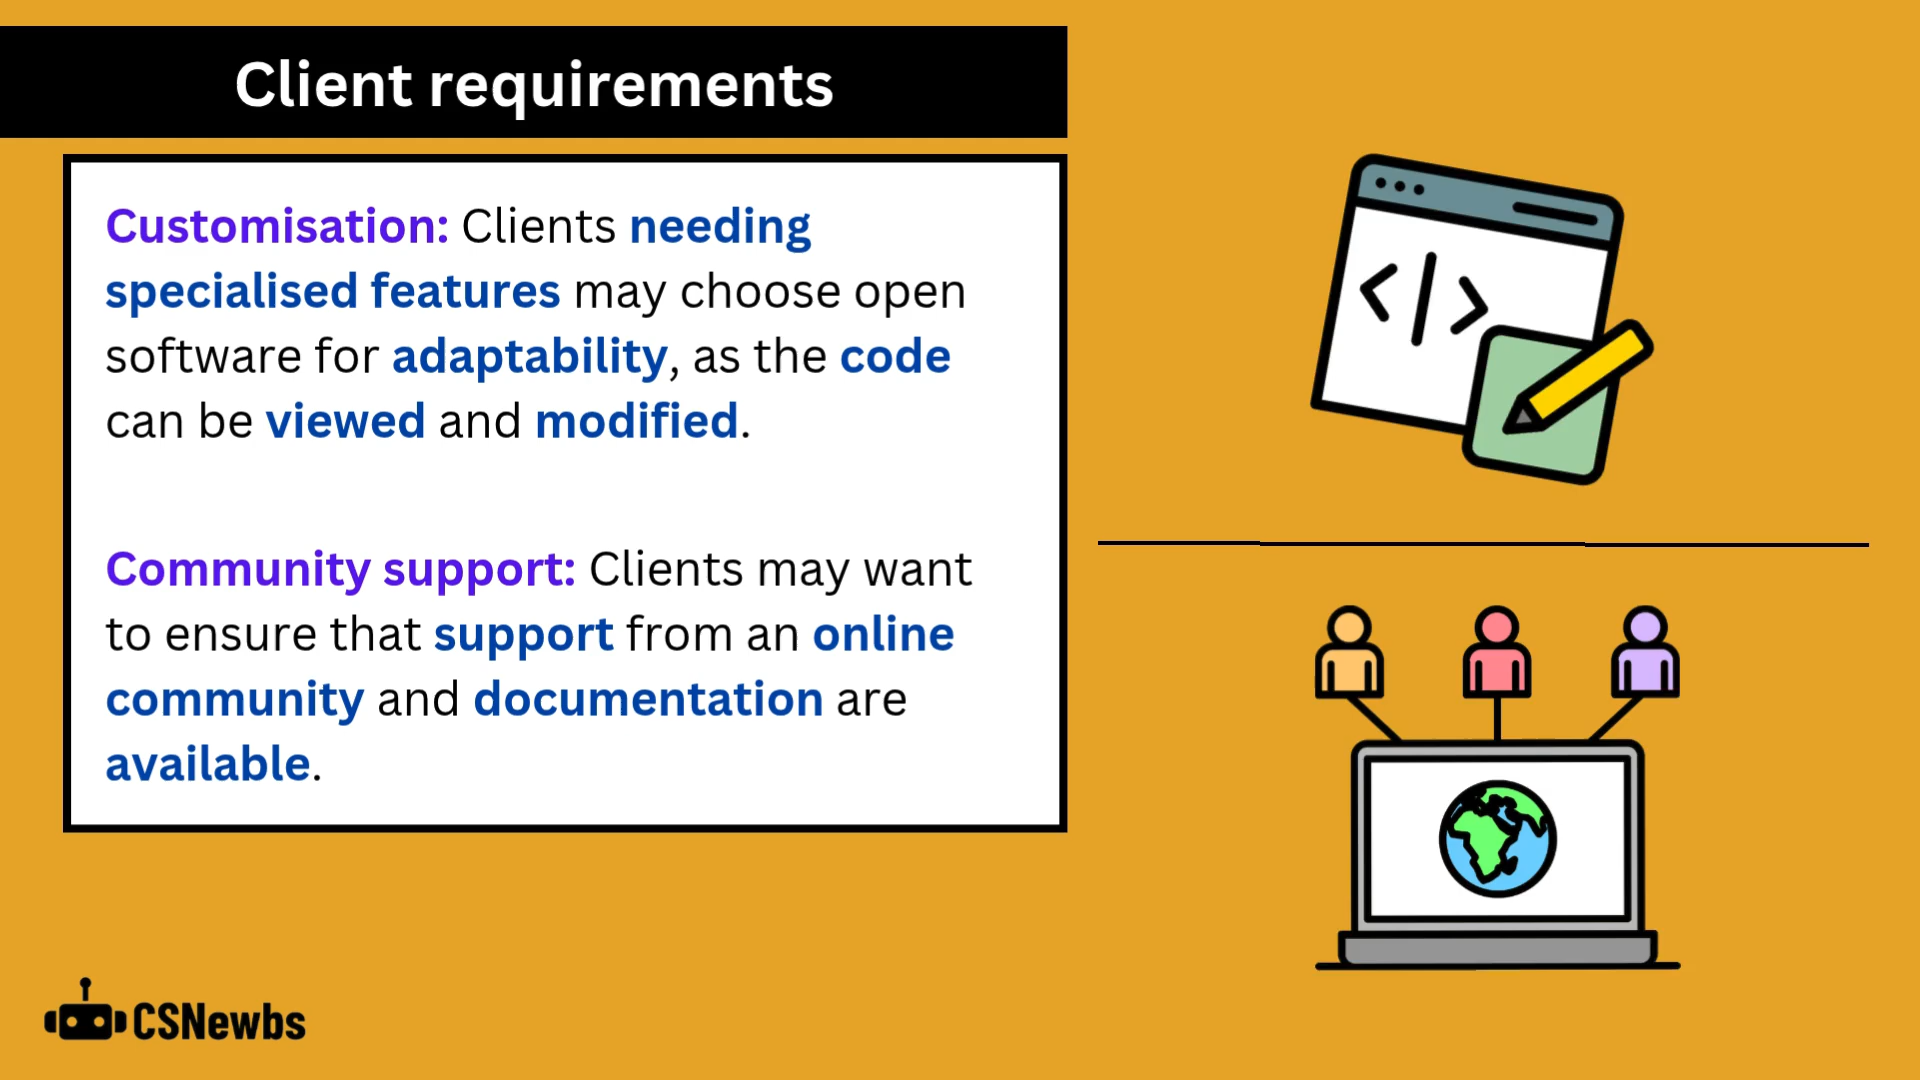 Client requirements
Customisation: Clients needing
specialised features may choose open
software for adaptability, as the code
can be viewed and modified.
Community support: Clients may want
to ensure that support from an online
community and documentation are
available.
</>
CSNewbs